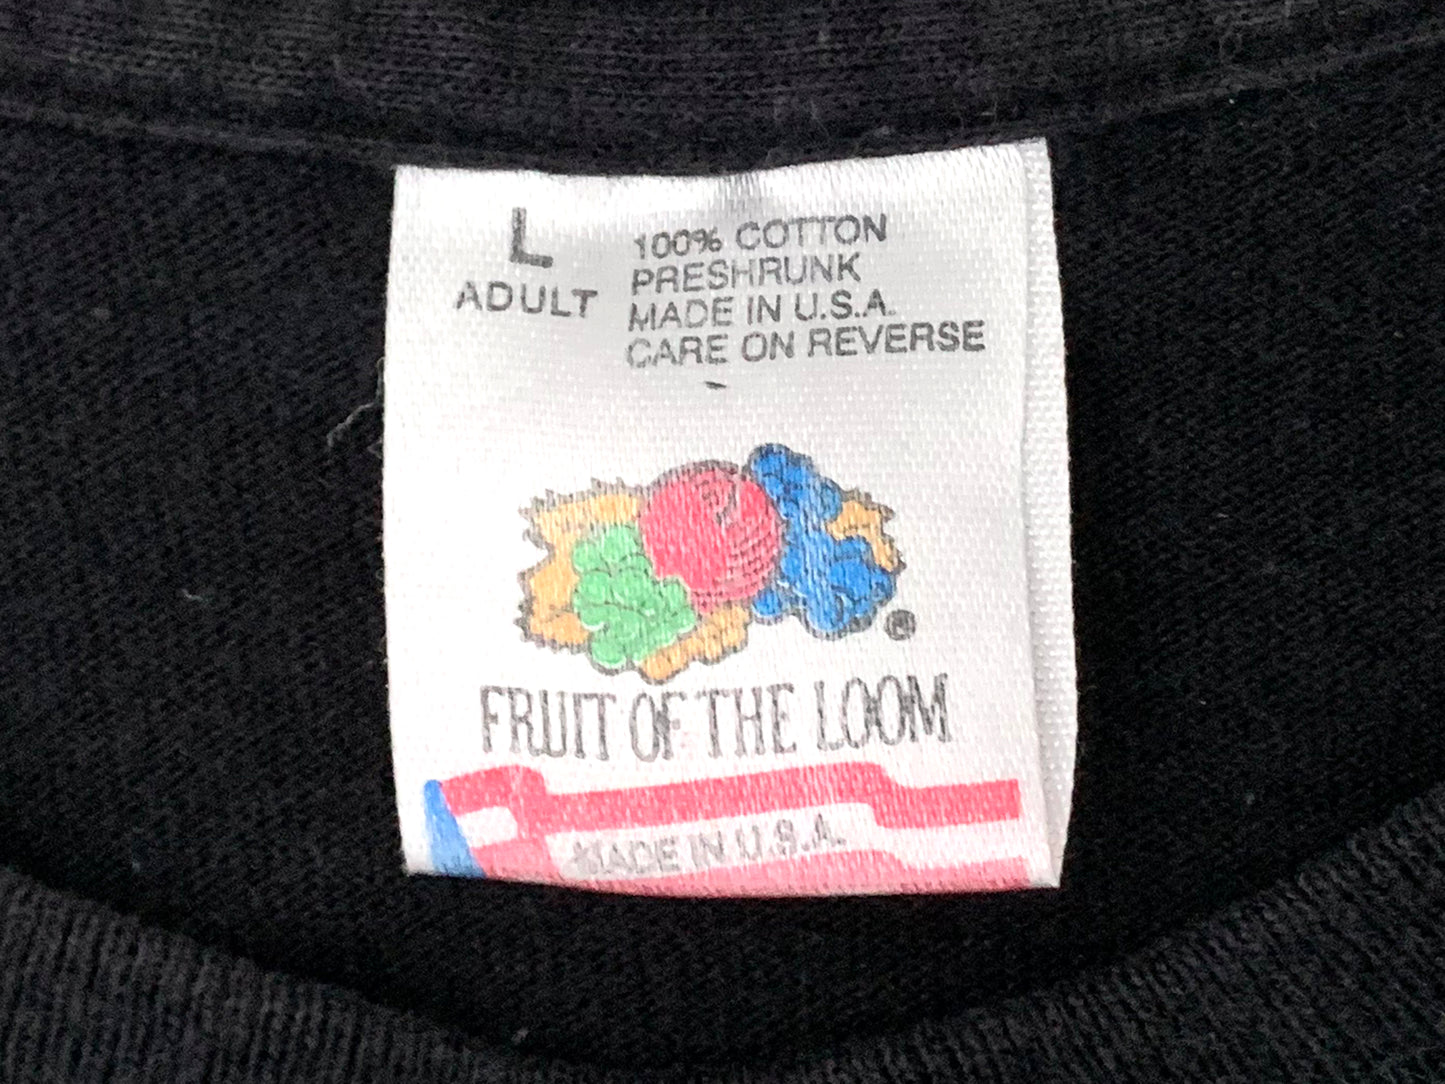 L
ADULT
100% COTTON
PRESHRUNK
MADE IN U.S.A.
CARE ON REVERSE
®
FRUIT OF THE LOOM
MADE IN U.S.A.